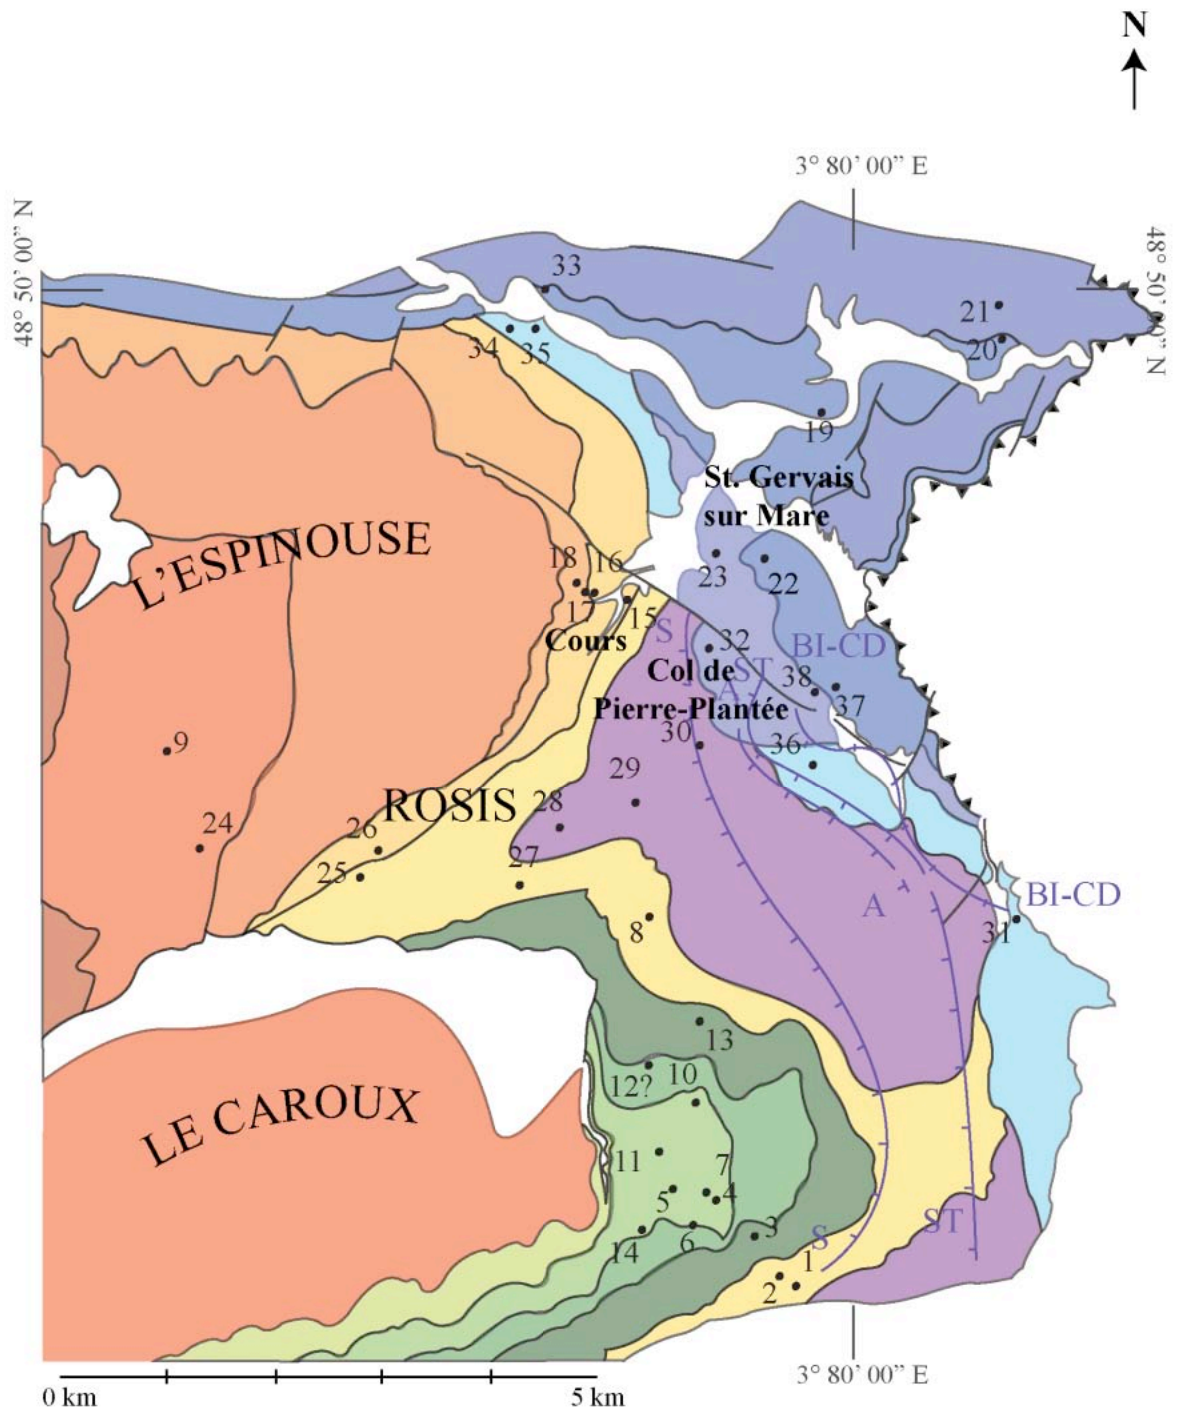 N
3° 80' 00" E
48° 50' 00" N
48° 50' 00" N
33
21
20
34
35
19
St. Gervais
sur Mare
L'ESPINOUSE
18
16
23
22
17
15
Cours
S
32
BI-CD
Col de
ST
A
38
Pierre-Plantée
37
30
36
9
29
28
ROSIS
24
26
25
27
A
BI-CD
8
31
13
12?
10
LE CAROUX
11
7
5
4
14
6
3
S
ST
1
2
3° 80' 00" E
0 km
5 km